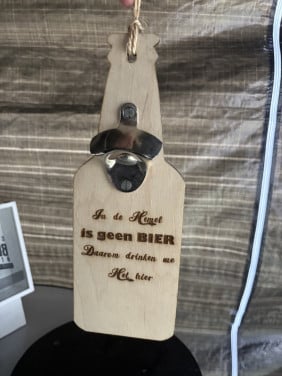 In de Hemel
is geen BIER
Daarom drinken we
Het hier